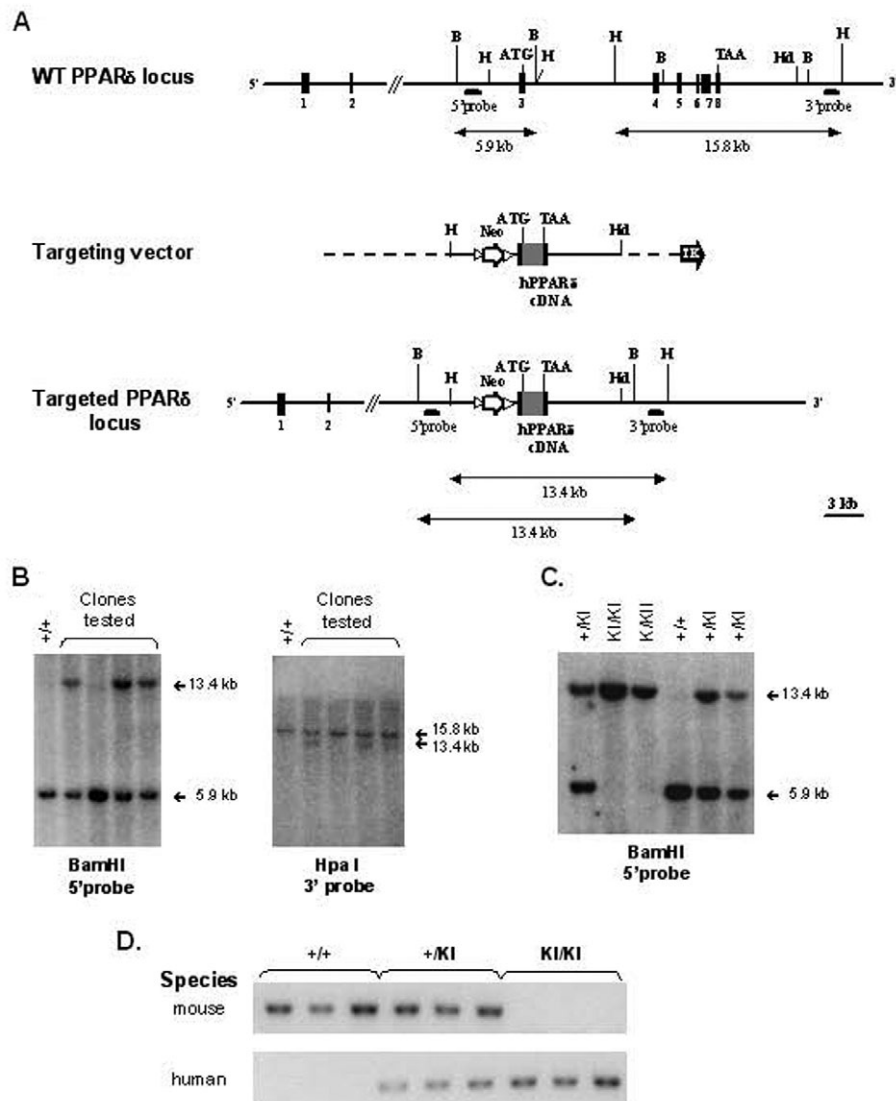 A
B B H H
H ATG H B TAA Hd B
WT PPARδ locus
5' // 3'
1 2 5'probe 3 4 5 6 7 8 3'probe
5.9 kb 15.8 kb
ATG TAA
H Neo Hd
Targeting vector
hPPARδ
cDNA
B B H
ATG TAA
H Neo Hd
Targeted PPARδ
locus
5' // 3'
1 2 5'probe hPPARδ 3'probe
cDNA
13.4 kb
13.4 kb
3 kb
B
Clones
tested
+/+
13.4 kb
5.9 kb
BamHI
5'probe
Clones
tested
+/+
15.8 kb
13.4 kb
Hpa I
3' probe
C.
+/KI KI/KI K/KII +/+ +/KI +/KI
13.4 kb
5.9 kb
BamHI
5'probe
D.
+/+ +/KI KI/KI
Species
mouse
human